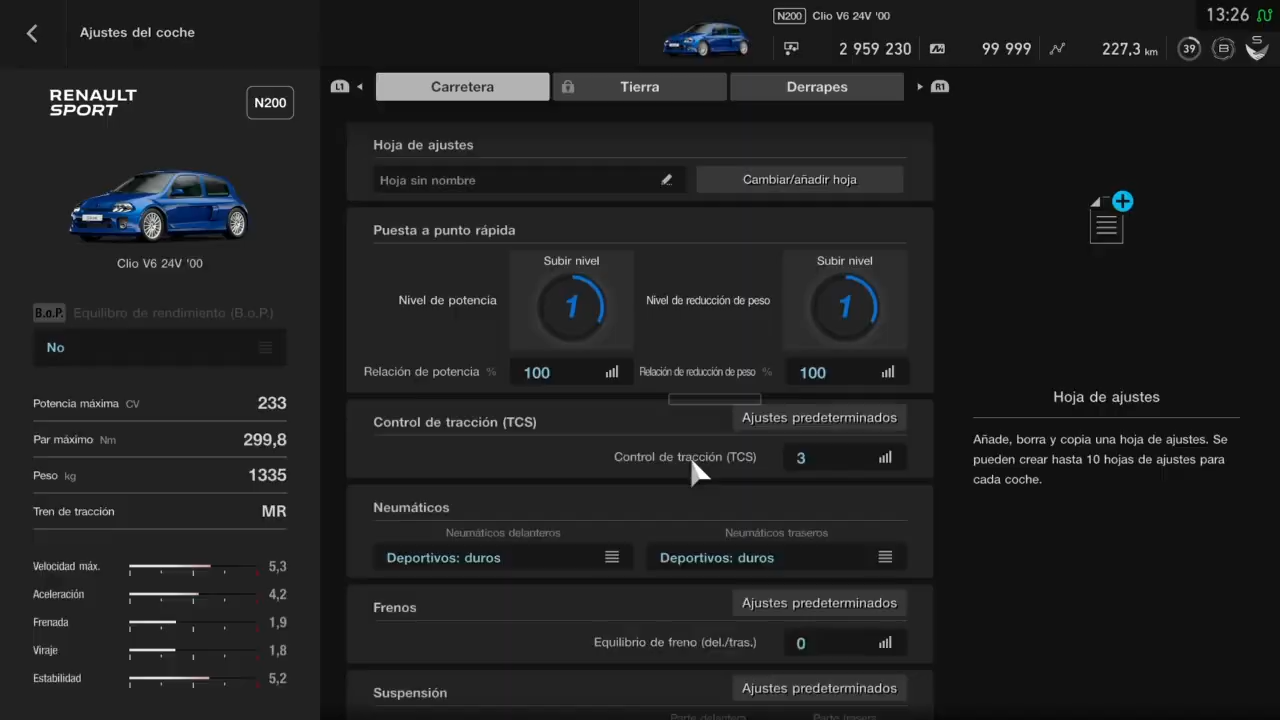 Ajustes del coche
N200 Clio V6 24V '00
13:26
2 959 230
99 999
227,3 km
39
B
S
RENAULT
SPORT
N200
Clio V6 24V '00
B.o.P. Equilibro de rendimiento (B.o.P.)
No
Potencia máxima CV 233
Par máximo Nm 299,8
Peso kg 1335
Tren de tracción MR
Velocidad máx. 5,3
Aceleración 4,2
Frenada 1,9
Viraje 1,8
Estabilidad 5,2
L1 Carretera Tierra Derrapes R1
Hoja de ajustes
Hoja sin nombre Cambiar/añadir hoja
Puesta a punto rápida
Subir nivel Subir nivel
Nivel de potencia 1 Nivel de reducción de peso 1
Relación de potencia % 100 Relación de reducción de peso % 100
Control de tracción (TCS) Ajustes predeterminados
Control de tracción (TCS) 3
Neumáticos
Neumáticos delanteros Neumáticos traseros
Deportivos: duros Deportivos: duros
Frenos Ajustes predeterminados
Equilibrio de freno (del./tras.) 0
Suspensión Ajustes predeterminados
Parte delantera Parte trasera
Hoja de ajustes
Añade, borra y copia una hoja de ajustes. Se
pueden crear hasta 10 hojas de ajustes para
cada coche.